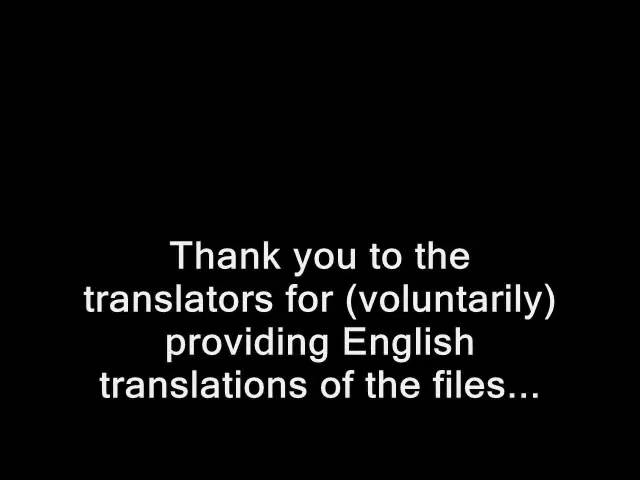 Thank you to the
translators for (voluntarily)
providing English
translations of the files...